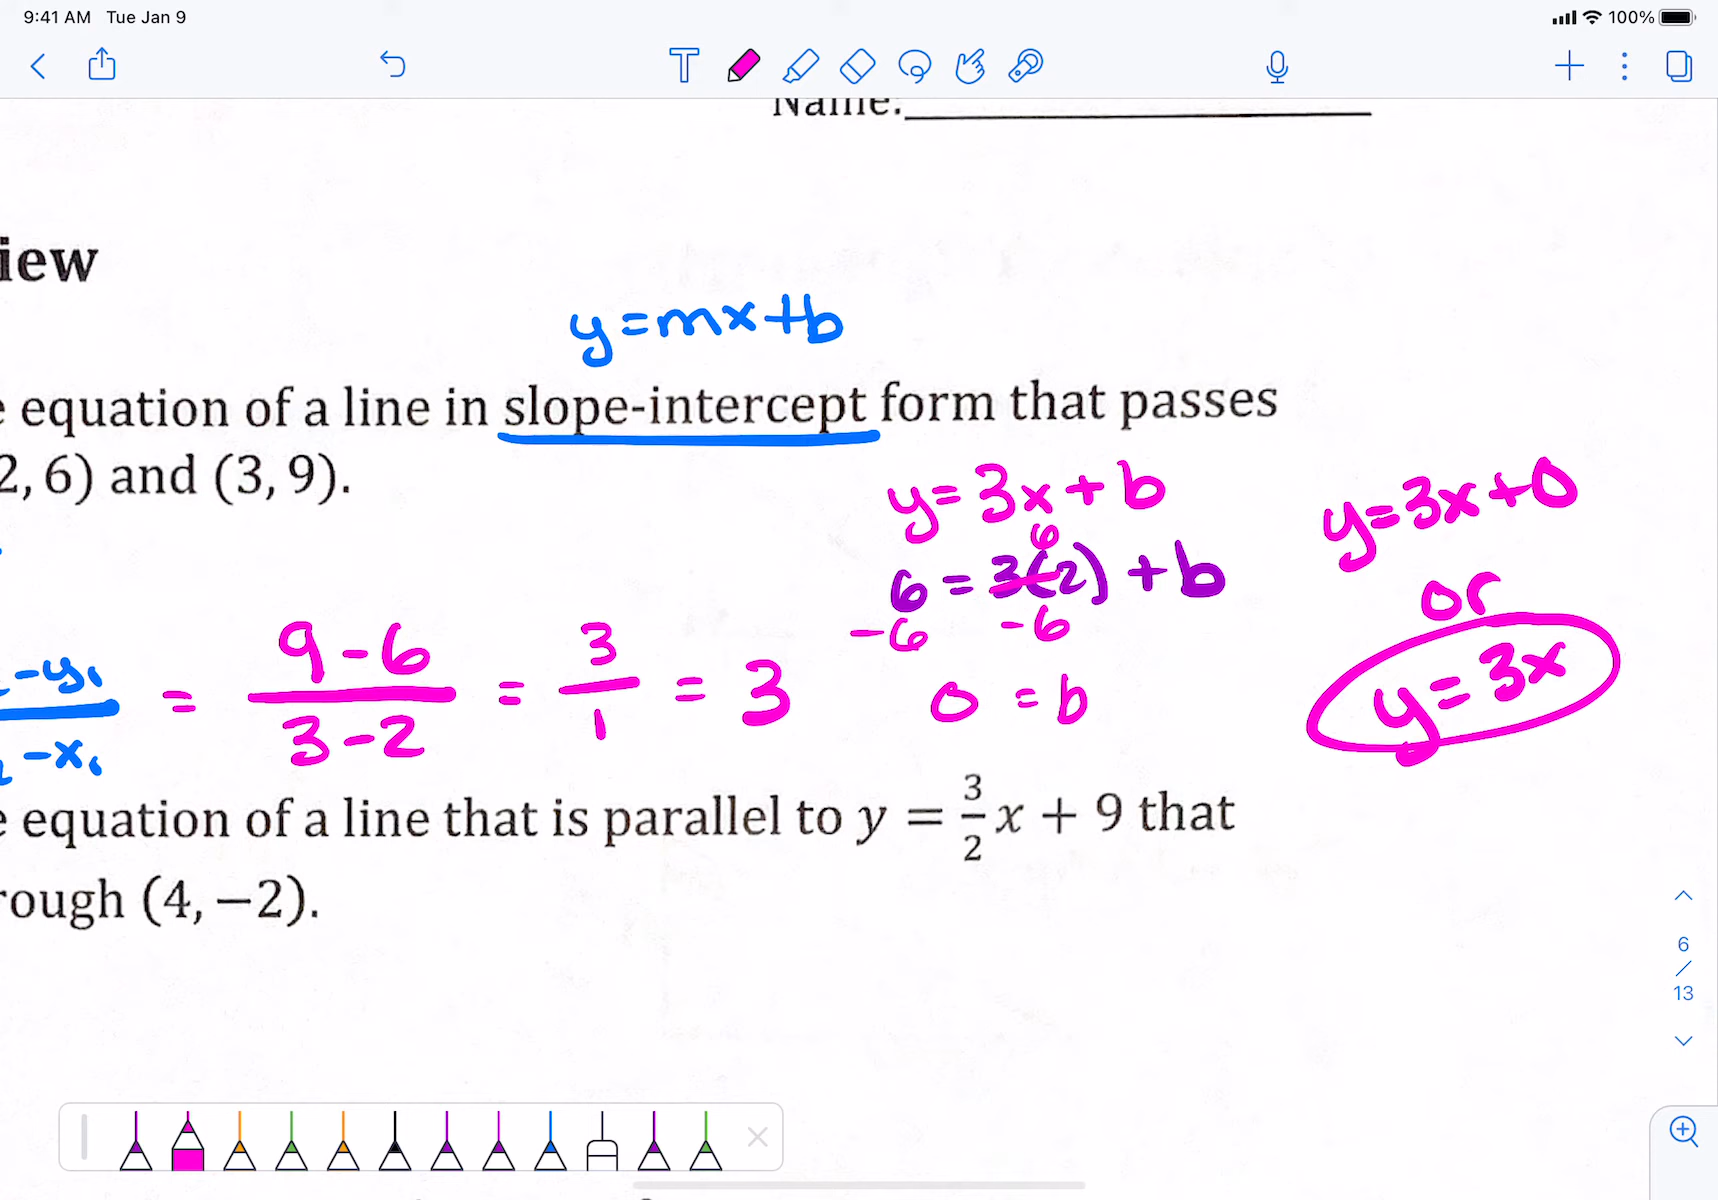 9:41 AM Tue Jan 9
100%
Name:
iew
y=mx+b
equation of a line in slope-intercept form that passes
2, 6) and (3, 9).
y=3x+b
y=3x+0
6
6=3(2)+b
or
-6 -6
-y₁ = 9-6 = 3 = 3
-x₁ 3-2 1
0 = b
y=3x
equation of a line that is parallel to y = 3/2 x + 9 that
rough (4, −2).
6
/
13